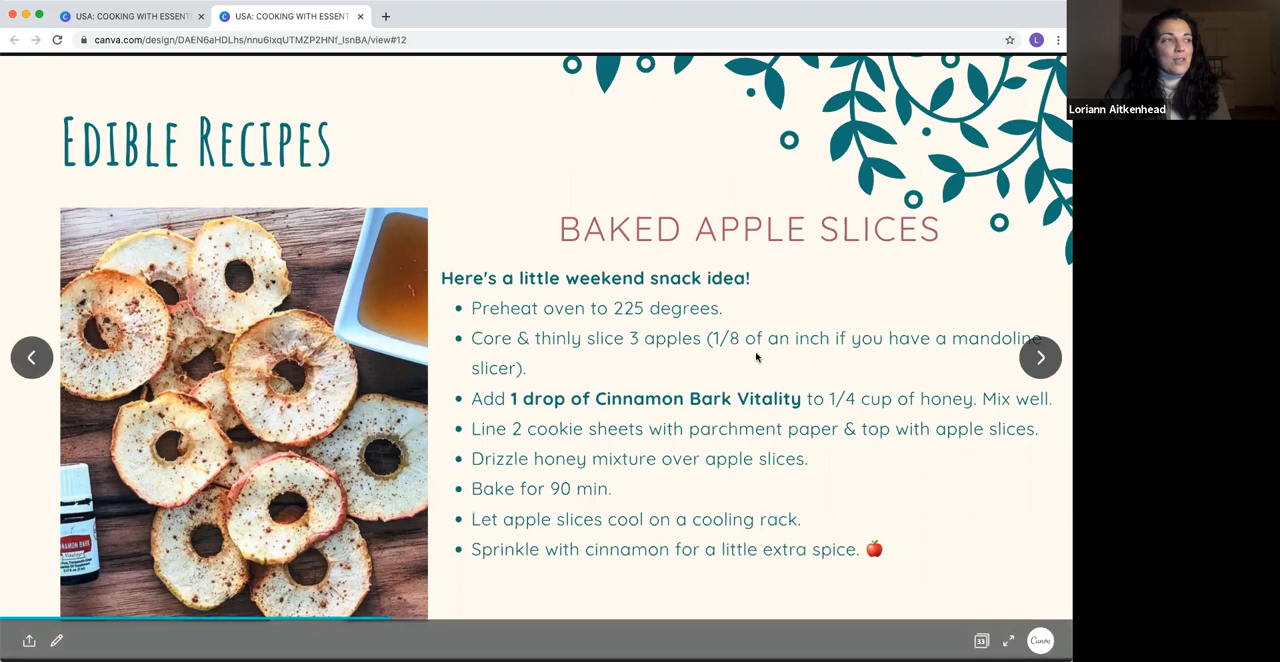 USA: COOKING WITH ESSENTI
USA: COOKING WITH ESSENTI
canva.com/design/DAEN6aHDLhs/nnu6IxqUTMZP2HNf_IsnBA/view#12
L
Loriann Aitkenhead
EDIBLE RECIPES
BAKED APPLE SLICES
Here's a little weekend snack idea!
• Preheat oven to 225 degrees.
• Core & thinly slice 3 apples (1/8 of an inch if you have a mandoline
slicer).
• Add 1 drop of Cinnamon Bark Vitality to 1/4 cup of honey. Mix well.
• Line 2 cookie sheets with parchment paper & top with apple slices.
• Drizzle honey mixture over apple slices.
• Bake for 90 min.
• Let apple slices cool on a cooling rack.
• Sprinkle with cinnamon for a little extra spice. 🍎
CINNAMON BARK
Vitality
33
Canva